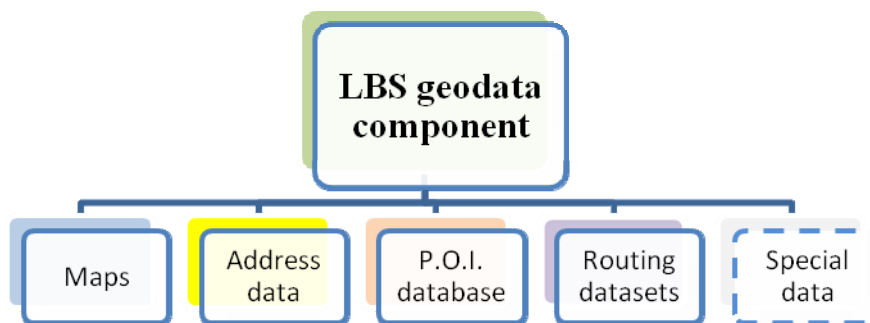 LBS geodata
component
Maps
Address
data
P.O.I.
database
Routing
datasets
Special
data